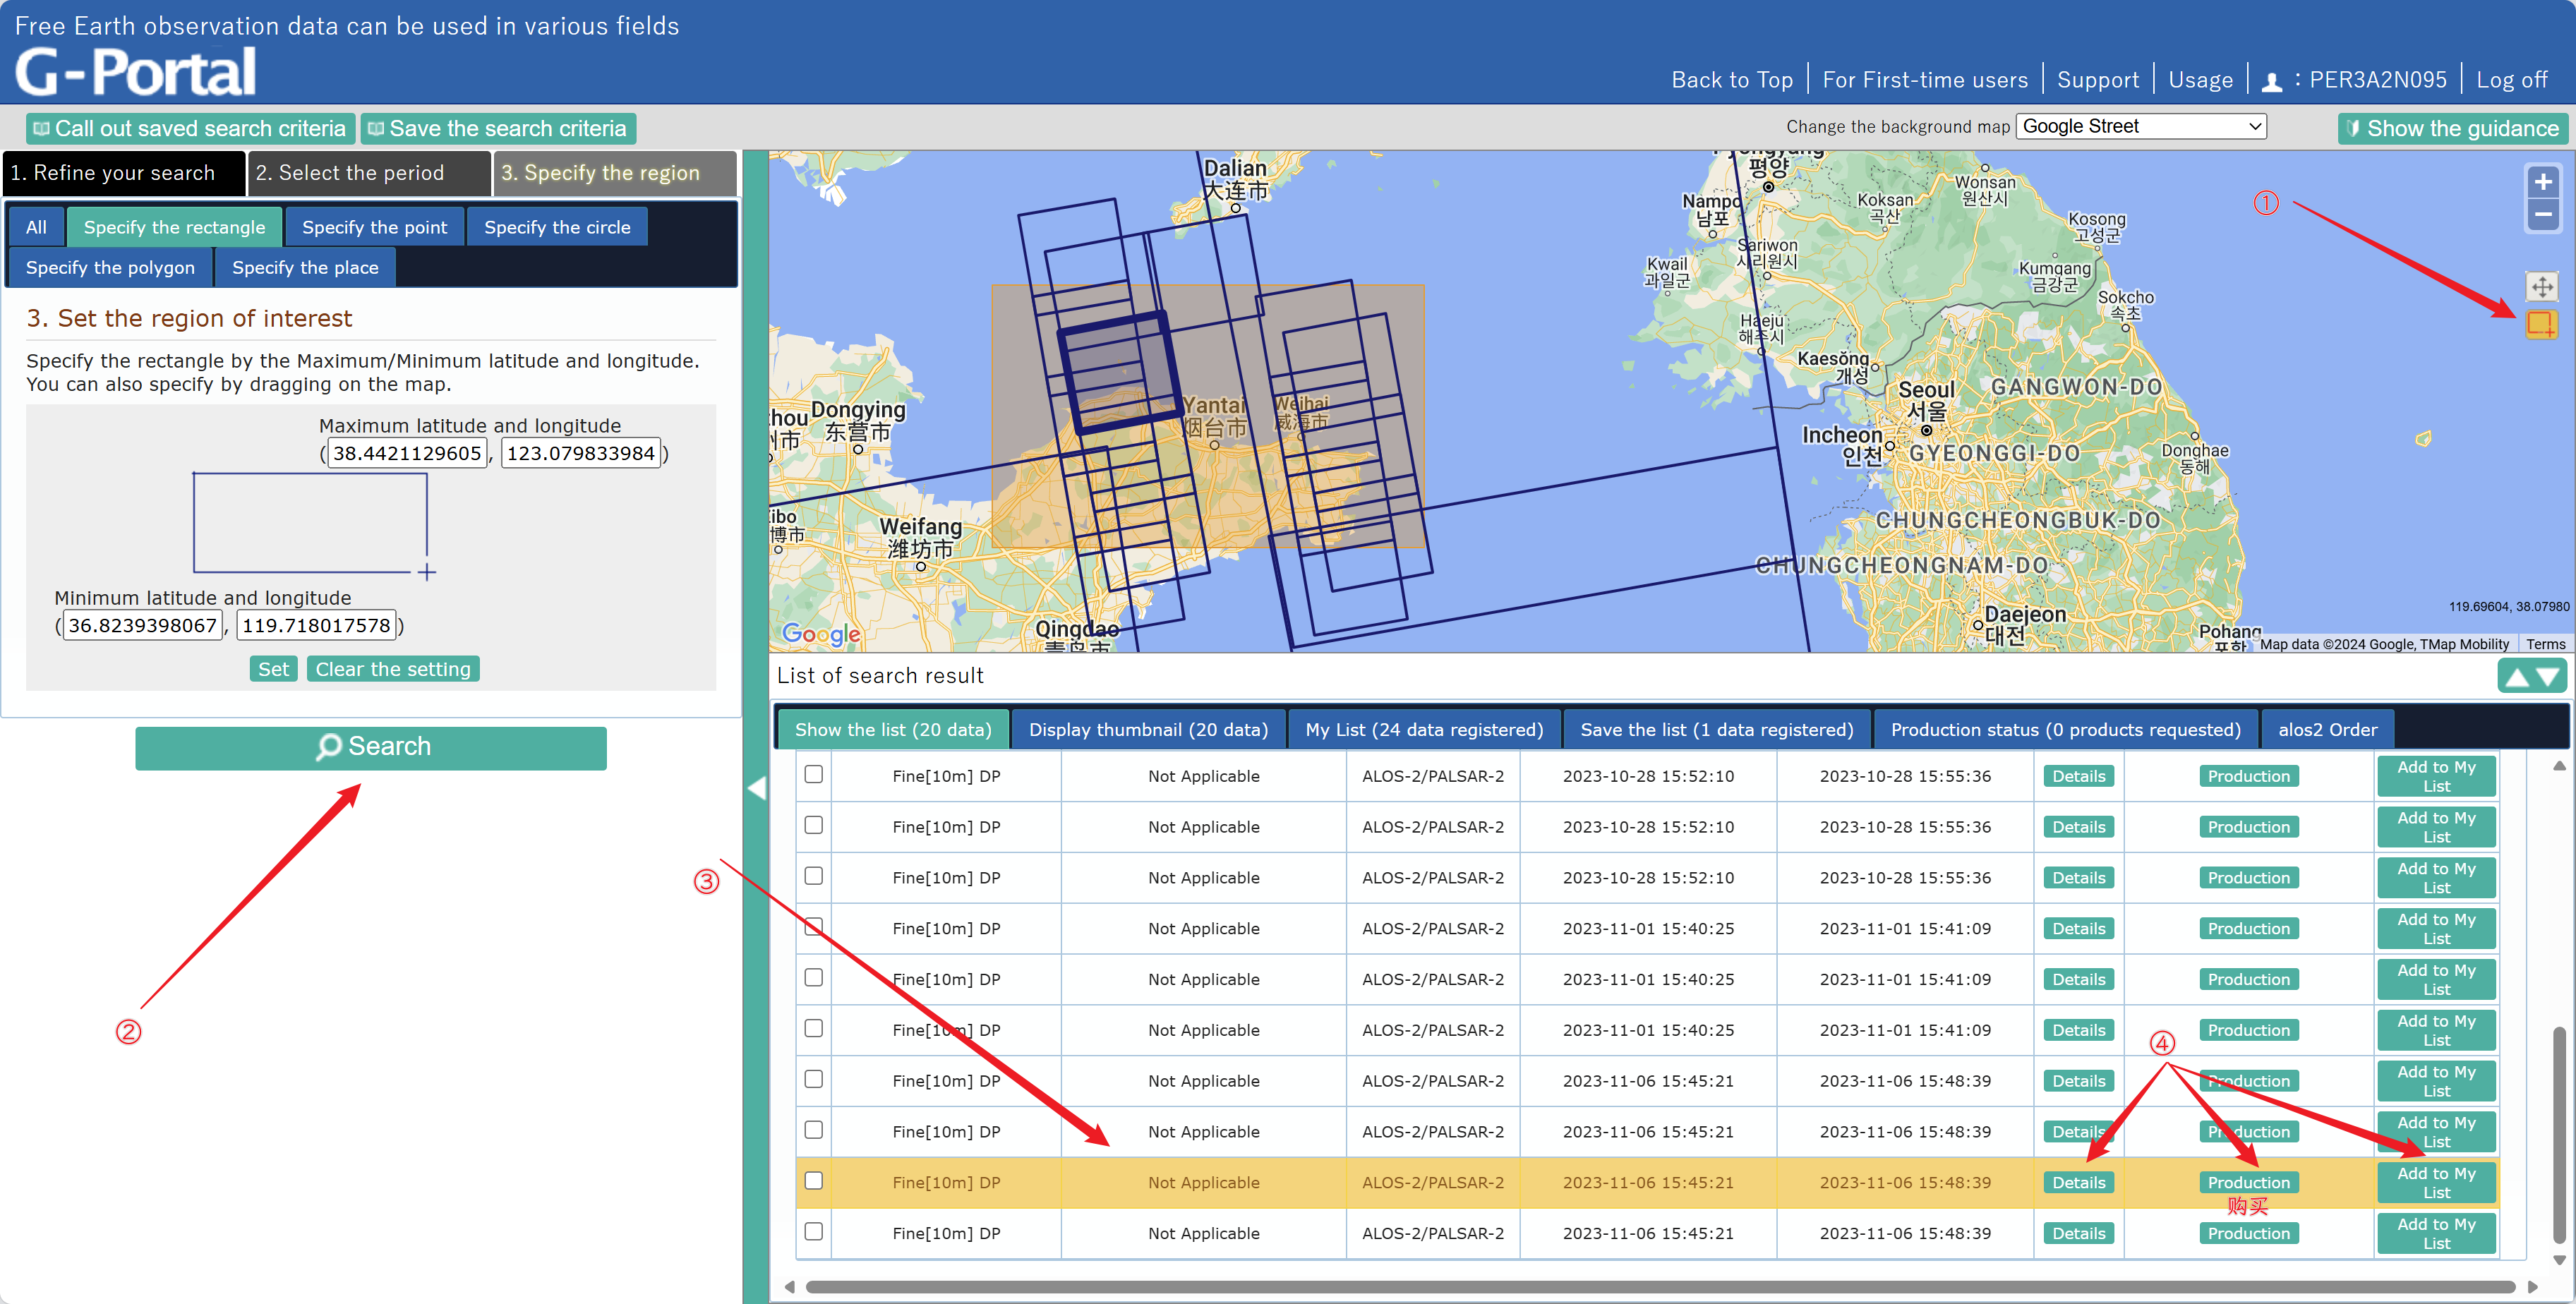 Free Earth observation data can be used in various fields
G-Portal
Back to Top
For First-time users
Support
Usage
: PER3A2N095
Log off
Call out saved search criteria
Save the search criteria
Change the background map
Google Street
Show the guidance
1. Refine your search
2. Select the period
3. Specify the region
All
Specify the rectangle
Specify the point
Specify the circle
Specify the polygon
Specify the place
3. Set the region of interest
Specify the rectangle by the Maximum/Minimum latitude and longitude.
You can also specify by dragging on the map.
Maximum latitude and longitude
(38.4421129605, 123.079833984)
Minimum latitude and longitude
(36.8239398067, 119.718017578)
Set
Clear the setting
Search
②
③
①
Dalian
大连市
평양
Nampo
남포
Wonsan
원산시
Koksan
곡산
Kosong
고성군
Sariwon
사리원시
Kwail
과일군
Kumgang
금강군
Sokcho
속초
Haeju
해주시
Kaesŏng
개성
Seoul
서울
GANGWON-DO
Dongying
东营市
Yantai
烟台市
Weihai
威海市
Incheon
인천
GYEONGGI-DO
Donghae
동해
Weifang
潍坊市
CHUNGCHEONGBUK-DO
CHUNGCHEONGNAM-DO
Daejeon
대전
Qingdao
Pohang
Google
119.69604, 38.07980
Map data ©2024 Google, TMap Mobility
Terms
List of search result
Show the list (20 data)
Display thumbnail (20 data)
My List (24 data registered)
Save the list (1 data registered)
Production status (0 products requested)
alos2 Order
Fine[10m] DP Not Applicable ALOS-2/PALSAR-2 2023-10-28 15:52:10 2023-10-28 15:55:36 Details Production Add to My
List
Fine[10m] DP Not Applicable ALOS-2/PALSAR-2 2023-10-28 15:52:10 2023-10-28 15:55:36 Details Production Add to My
List
Fine[10m] DP Not Applicable ALOS-2/PALSAR-2 2023-10-28 15:52:10 2023-10-28 15:55:36 Details Production Add to My
List
Fine[10m] DP Not Applicable ALOS-2/PALSAR-2 2023-11-01 15:40:25 2023-11-01 15:41:09 Details Production Add to My
List
Fine[10m] DP Not Applicable ALOS-2/PALSAR-2 2023-11-01 15:40:25 2023-11-01 15:41:09 Details Production Add to My
List
Fine[10m] DP Not Applicable ALOS-2/PALSAR-2 2023-11-01 15:40:25 2023-11-01 15:41:09 Details Production Add to My
List
④
Fine[10m] DP Not Applicable ALOS-2/PALSAR-2 2023-11-06 15:45:21 2023-11-06 15:48:39 Details Production Add to My
List
Fine[10m] DP Not Applicable ALOS-2/PALSAR-2 2023-11-06 15:45:21 2023-11-06 15:48:39 Details Production Add to My
List
Fine[10m] DP Not Applicable ALOS-2/PALSAR-2 2023-11-06 15:45:21 2023-11-06 15:48:39 Details Production Add to My
List
购买
Fine[10m] DP Not Applicable ALOS-2/PALSAR-2 2023-11-06 15:45:21 2023-11-06 15:48:39 Details Production Add to My
List